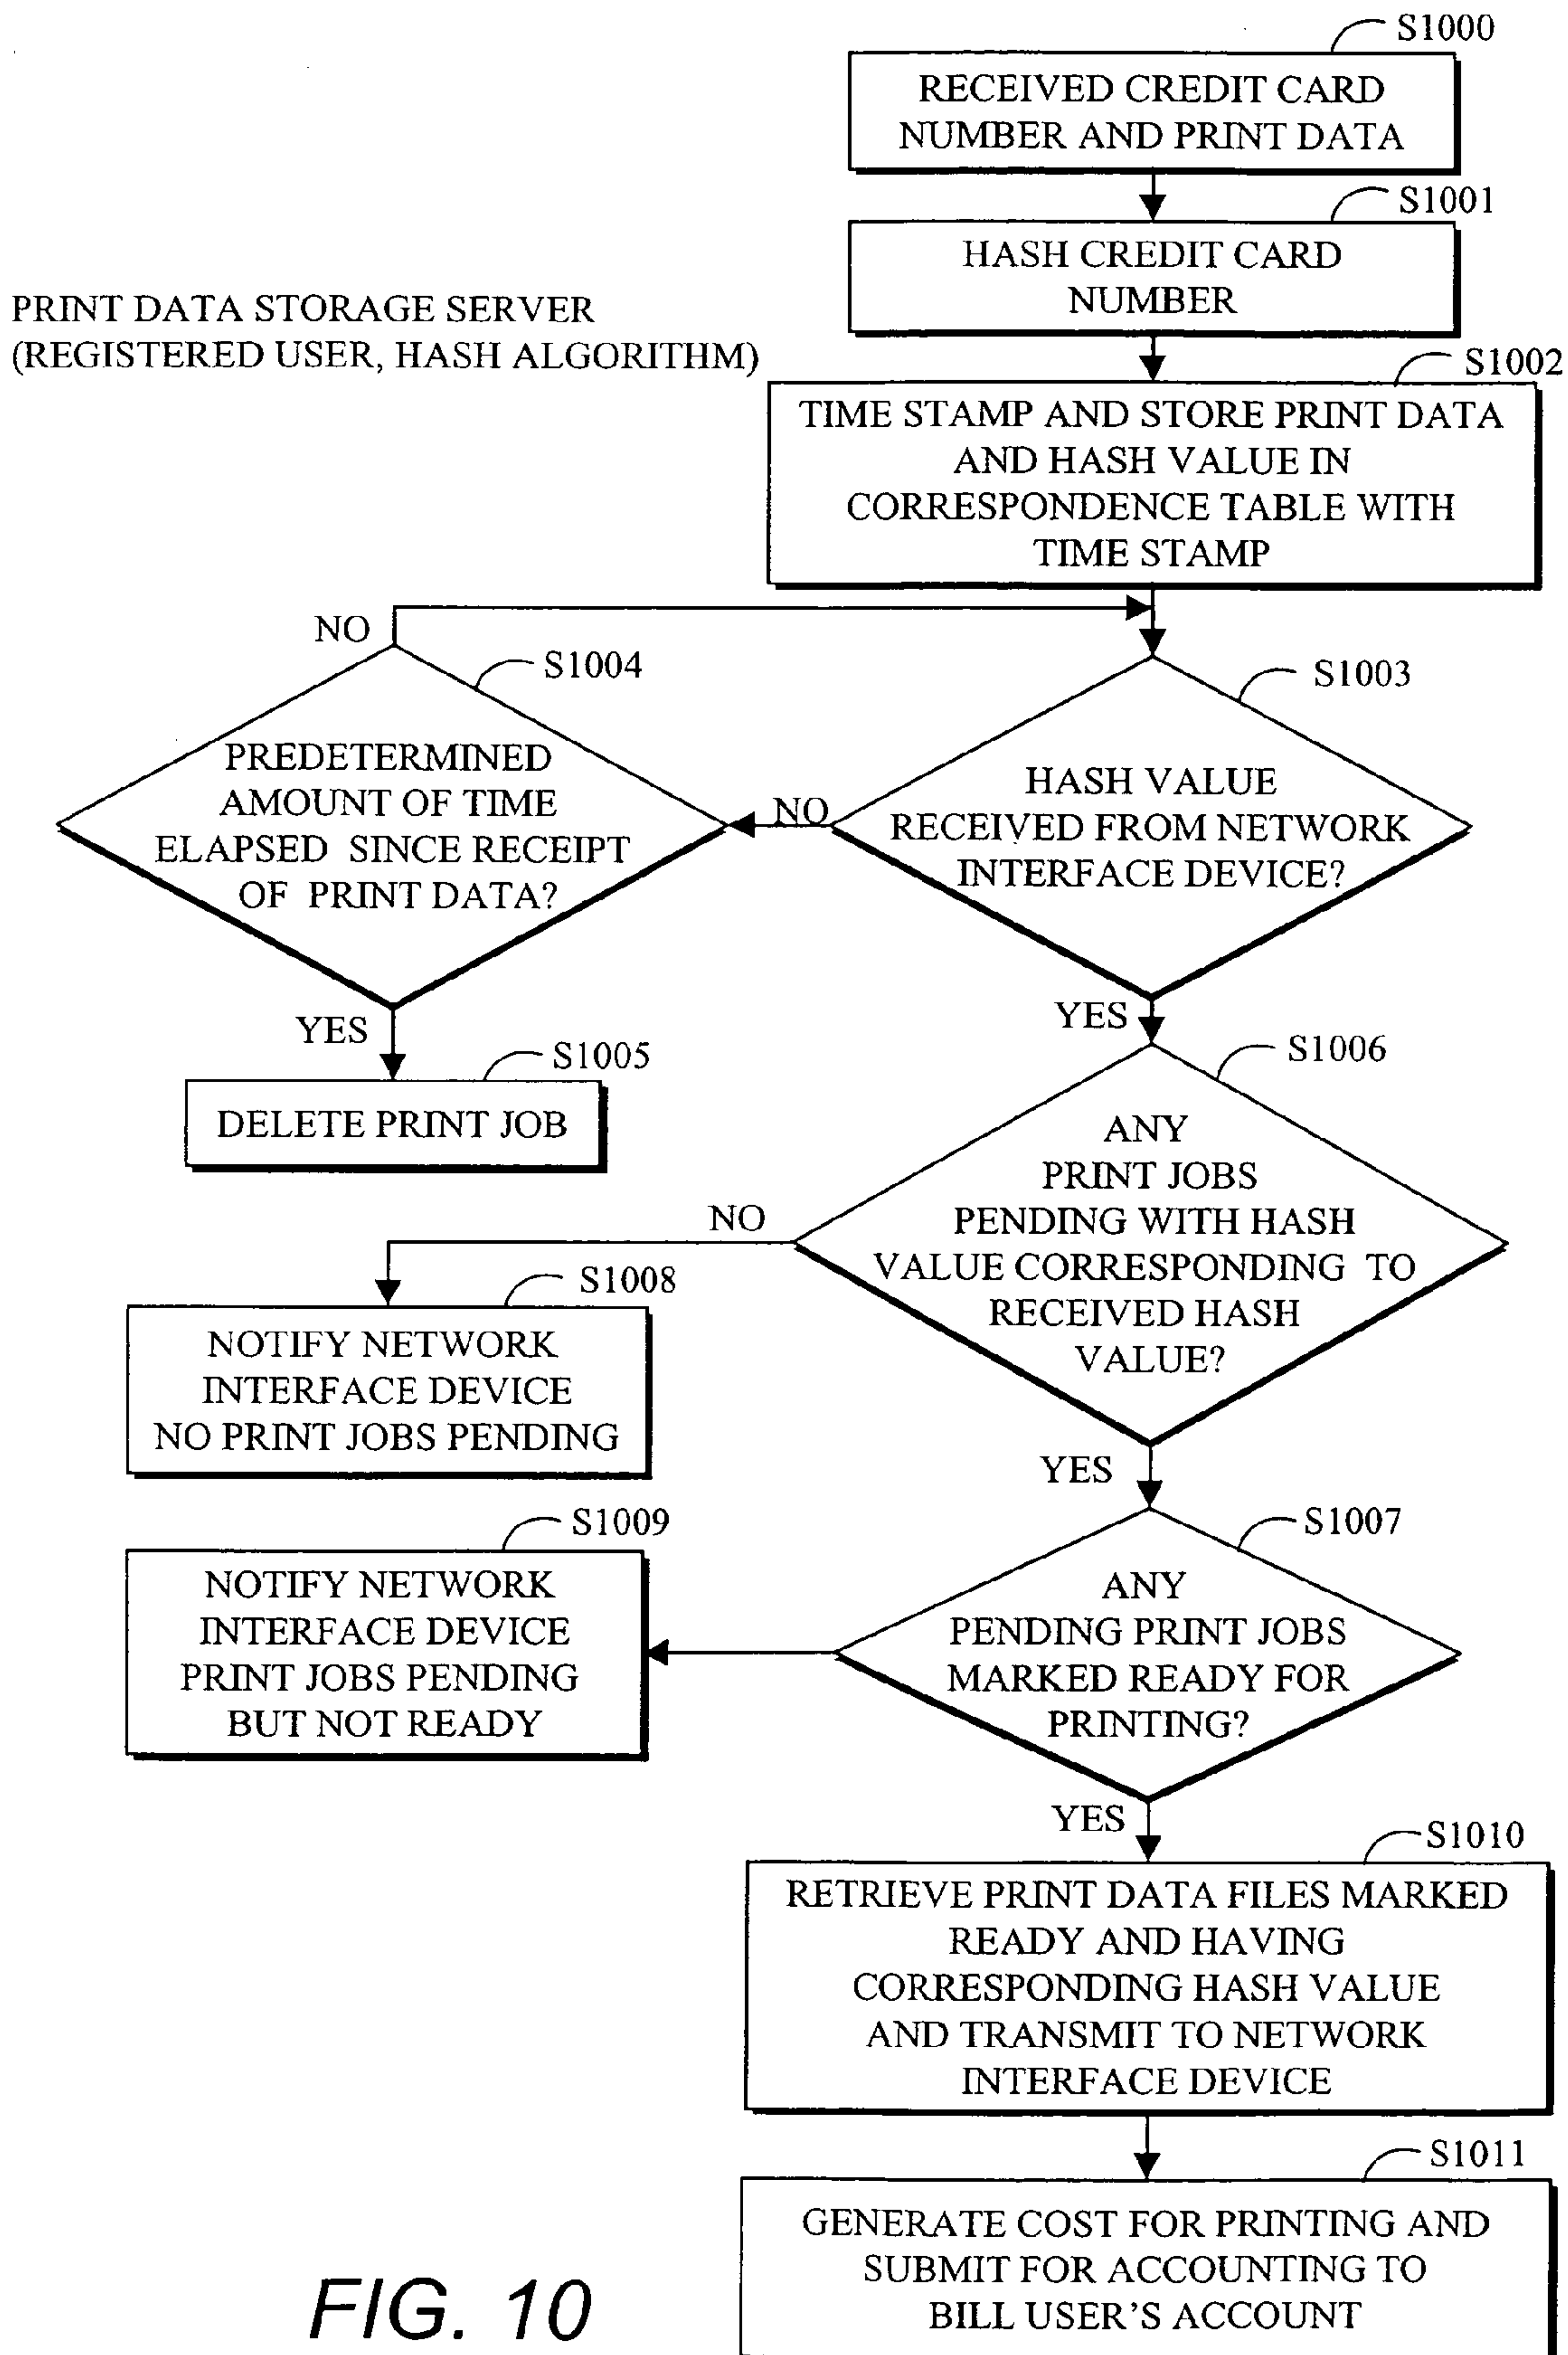 S1000
RECEIVED CREDIT CARD
NUMBER AND PRINT DATA
S1001
HASH CREDIT CARD
NUMBER
PRINT DATA STORAGE SERVER
(REGISTERED USER, HASH ALGORITHM)
S1002
TIME STAMP AND STORE PRINT DATA
AND HASH VALUE IN
CORRESPONDENCE TABLE WITH
TIME STAMP
NO
S1004
PREDETERMINED
AMOUNT OF TIME
ELAPSED SINCE RECEIPT
OF PRINT DATA?
S1003
HASH VALUE
RECEIVED FROM NETWORK
INTERFACE DEVICE?
NO
YES
S1005
DELETE PRINT JOB
YES
S1006
ANY
PRINT JOBS
PENDING WITH HASH
VALUE CORRESPONDING TO
RECEIVED HASH
VALUE?
NO
S1008
NOTIFY NETWORK
INTERFACE DEVICE
NO PRINT JOBS PENDING
YES
S1007
ANY
PENDING PRINT JOBS
MARKED READY FOR
PRINTING?
S1009
NOTIFY NETWORK
INTERFACE DEVICE
PRINT JOBS PENDING
BUT NOT READY
YES
S1010
RETRIEVE PRINT DATA FILES MARKED
READY AND HAVING
CORRESPONDING HASH VALUE
AND TRANSMIT TO NETWORK
INTERFACE DEVICE
S1011
GENERATE COST FOR PRINTING AND
SUBMIT FOR ACCOUNTING TO
BILL USER'S ACCOUNT
FIG. 10